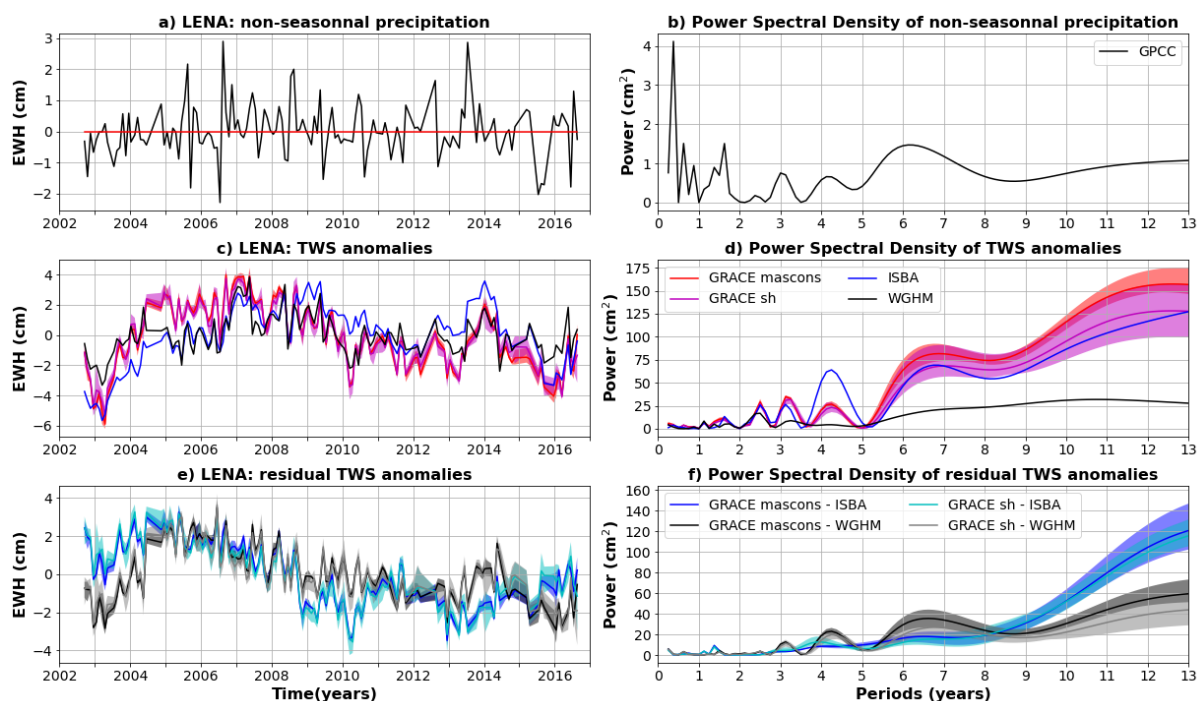 a) LENA: non-seasonnal precipitation
EWH (cm)
3
2
1
0
−1
−2
2002 2004 2006 2008 2010 2012 2014 2016
b) Power Spectral Density of non-seasonnal precipitation
Power (cm²)
4
3
2
1
0
GPCC
0 1 2 3 4 5 6 7 8 9 10 11 12 13
c) LENA: TWS anomalies
EWH (cm)
4
2
0
−2
−4
−6
2002 2004 2006 2008 2010 2012 2014 2016
d) Power Spectral Density of TWS anomalies
Power (cm²)
175
150
125
100
75
50
25
0
GRACE mascons ISBA
GRACE sh WGHM
0 1 2 3 4 5 6 7 8 9 10 11 12 13
e) LENA: residual TWS anomalies
EWH (cm)
4
2
0
−2
−4
2002 2004 2006 2008 2010 2012 2014 2016
Time(years)
f) Power Spectral Density of residual TWS anomalies
Power (cm²)
160
140
120
100
80
60
40
20
0
GRACE mascons - ISBA GRACE sh - ISBA
GRACE mascons - WGHM GRACE sh - WGHM
0 1 2 3 4 5 6 7 8 9 10 11 12 13
Periods (years)